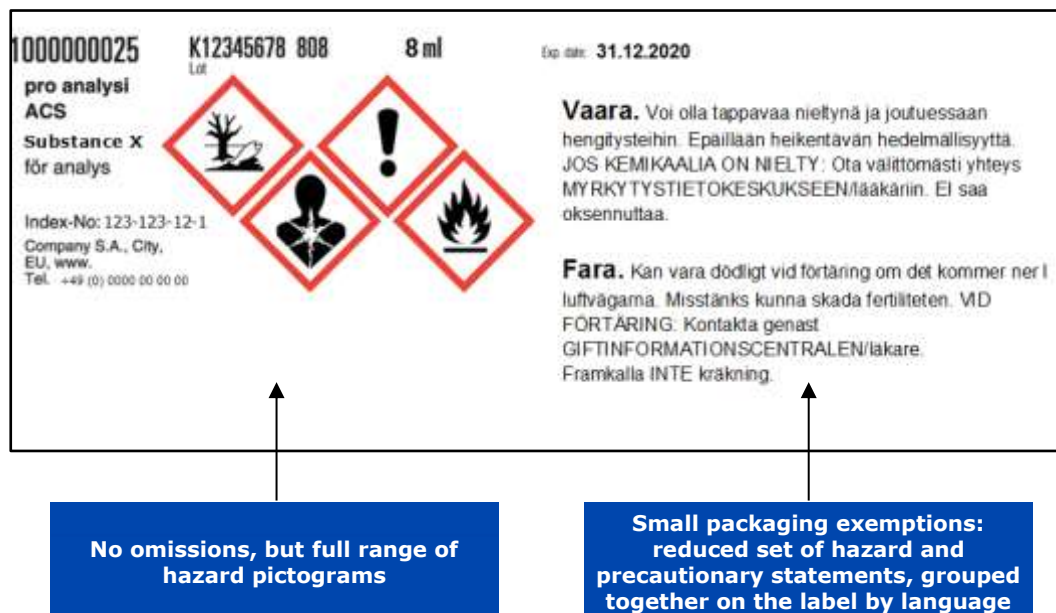 1000000025
K12345678 808
8 ml
Exp. date: 31.12.2020
Lot
pro analysi
ACS
Substance X
för analys
Index-No: 123-123-12-1
Company S.A., City,
EU, www.
Tel. +49 (0) 0000 00 00 00
Vaara. Voi olla tappavaa nieltynä ja joutuessaan
hengitysteihin. Epäillään heikentävän hedelmällisyyttä.
JOS KEMIKAALIA ON NIELTY: Ota välittömästi yhteys
MYRKYTYSTIETOKESKUKSEEN/lääkäriin. EI saa
oksennuttaa.
Fara. Kan vara dödligt vid förtäring om det kommer ner I
luftvägarna. Misstänks kunna skada fertiliteten. VID
FÖRTÄRING: Kontakta genast
GIFTINFORMATIONSCENTRALEN/läkare.
Framkalla INTE kräkning.
No omissions, but full range of
hazard pictograms
Small packaging exemptions:
reduced set of hazard and
precautionary statements, grouped
together on the label by language